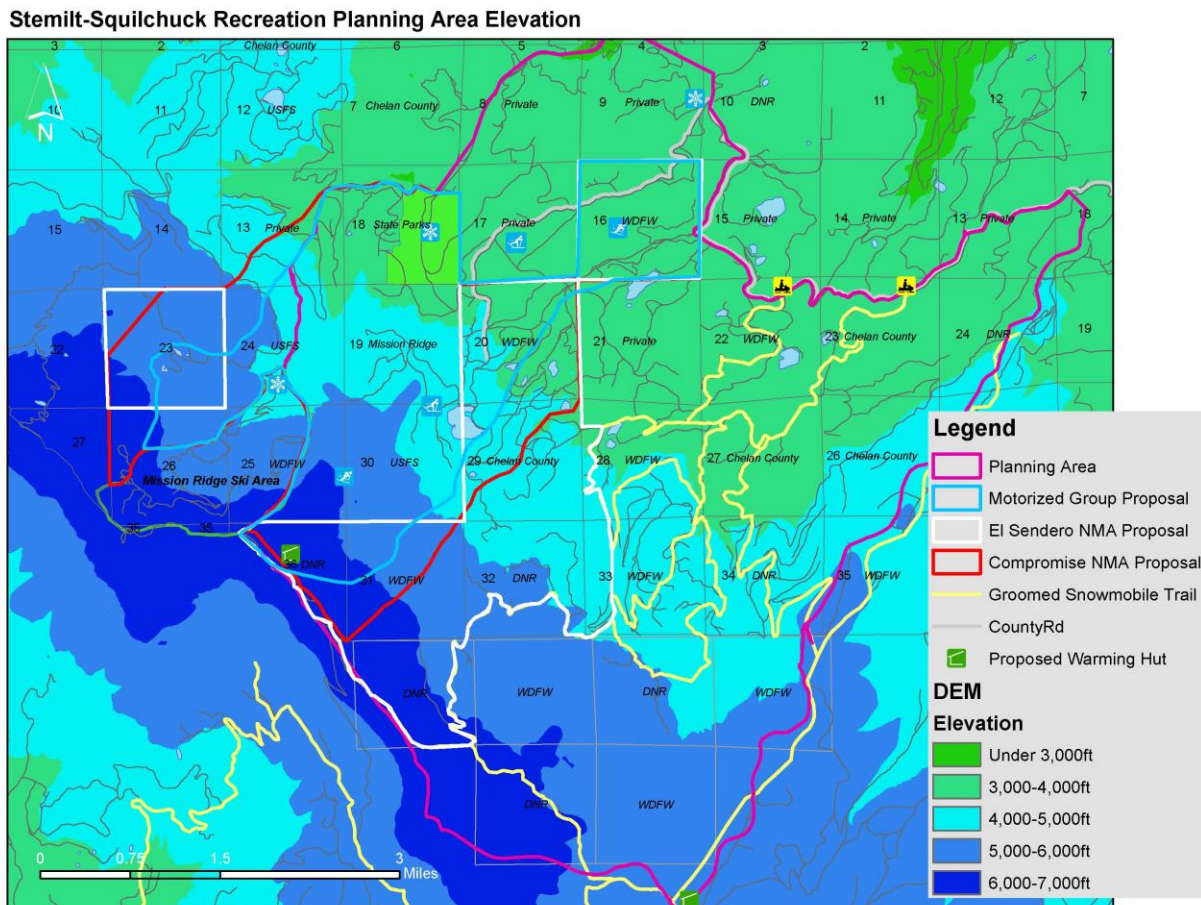 Stemilt-Squilchuck Recreation Planning Area Elevation
3 2 Chelan County 6 5 4 3 2
10 11 12 USFS 7 Chelan County 8 Private 9 Private 10 DNR 11 12 7
N
15 14 13 Private 18 State Parks 17 Private 16 WDFW 15 Private 14 Private 13 Private 18
22 23 24 USFS 19 Mission Ridge 20 WDFW 21 Private 22 WDFW 23 Chelan County 24 DNR 19
27 26 25 WDFW 30 USFS 29 Chelan County 28 WDFW 27 Chelan County 26 Chelan County
Mission Ridge Ski Area
35 35 36 DNR 31 WDFW 32 DNR 33 WDFW 34 DNR 35 WDFW
DNR WDFW DNR WDFW
DNR WDFW
0 0.75 1.5 3
Miles
Legend
Planning Area
Motorized Group Proposal
El Sendero NMA Proposal
Compromise NMA Proposal
Groomed Snowmobile Trail
CountyRd
Proposed Warming Hut
DEM
Elevation
Under 3,000ft
3,000-4,000ft
4,000-5,000ft
5,000-6,000ft
6,000-7,000ft